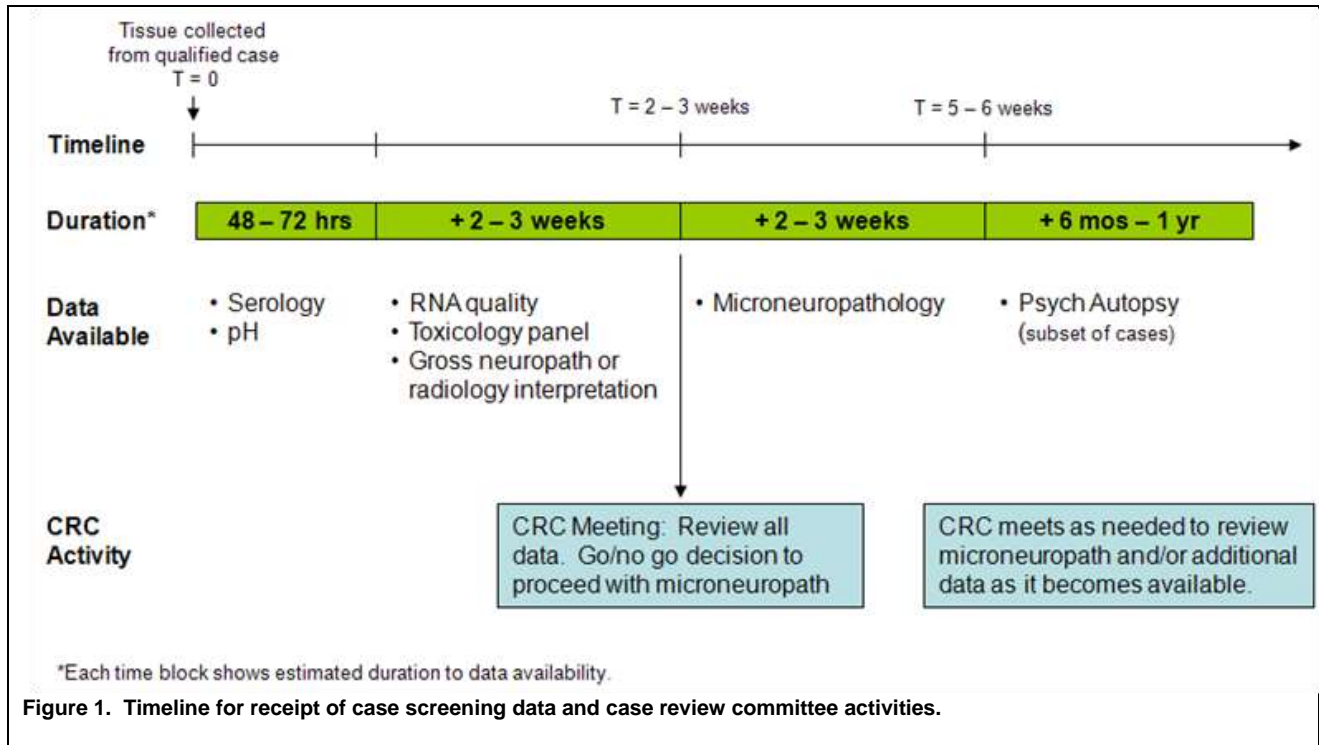 Tissue collected
from qualified case
T = 0
T = 2 – 3 weeks
T = 5 – 6 weeks
Timeline
Duration*
48 – 72 hrs
+ 2 – 3 weeks
+ 2 – 3 weeks
+ 6 mos – 1 yr
Data
Available
• Serology
• pH
• RNA quality
• Toxicology panel
• Gross neuropath or
radiology interpretation
• Microneuropathology
• Psych Autopsy
(subset of cases)
CRC
Activity
CRC Meeting: Review all
data. Go/no go decision to
proceed with microneuropath
CRC meets as needed to review
microneuropath and/or additional
data as it becomes available.
*Each time block shows estimated duration to data availability.
Figure 1. Timeline for receipt of case screening data and case review committee activities.